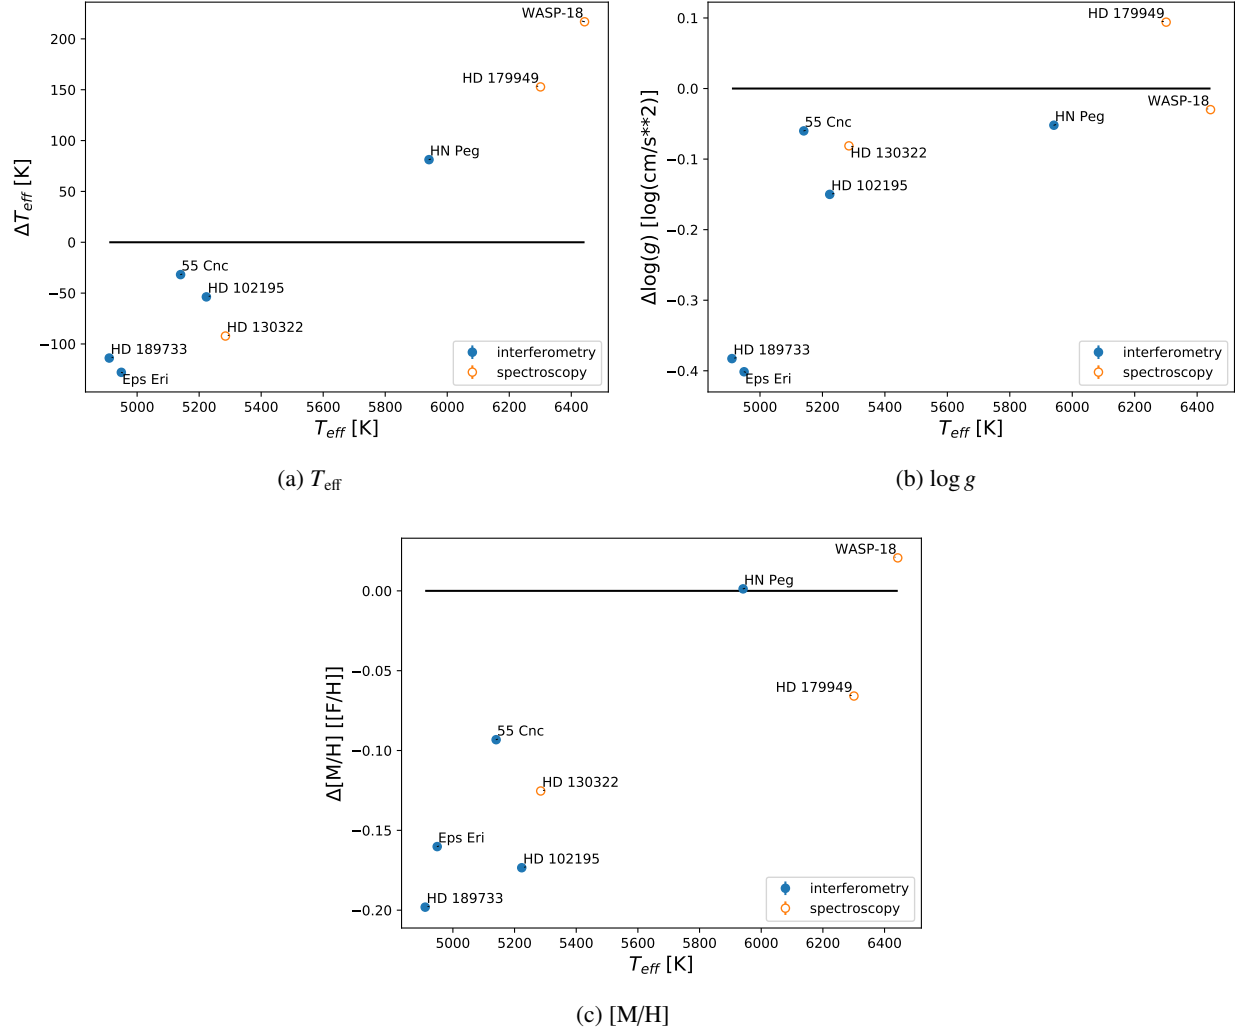 WASP-18
HD 179949
HN Peg
55 Cnc
HD 102195
HD 130322
HD 189733
Eps Eri
200
150
100
50
0
−50
−100
ΔT_eff [K]
interferometry
spectroscopy
5000 5200 5400 5600 5800 6000 6200 6400
T_eff [K]
(a) T_eff
HD 179949
WASP-18
55 Cnc
HN Peg
HD 130322
HD 102195
HD 189733
Eps Eri
0.1
0.0
−0.1
−0.2
−0.3
−0.4
Δlog(g) [log(cm/s**2)]
interferometry
spectroscopy
5000 5200 5400 5600 5800 6000 6200 6400
T_eff [K]
(b) log g
WASP-18
HN Peg
HD 179949
55 Cnc
HD 130322
Eps Eri
HD 102195
HD 189733
0.00
−0.05
−0.10
−0.15
−0.20
Δ[M/H] [[F/H]]
interferometry
spectroscopy
5000 5200 5400 5600 5800 6000 6200 6400
T_eff [K]
(c) [M/H]